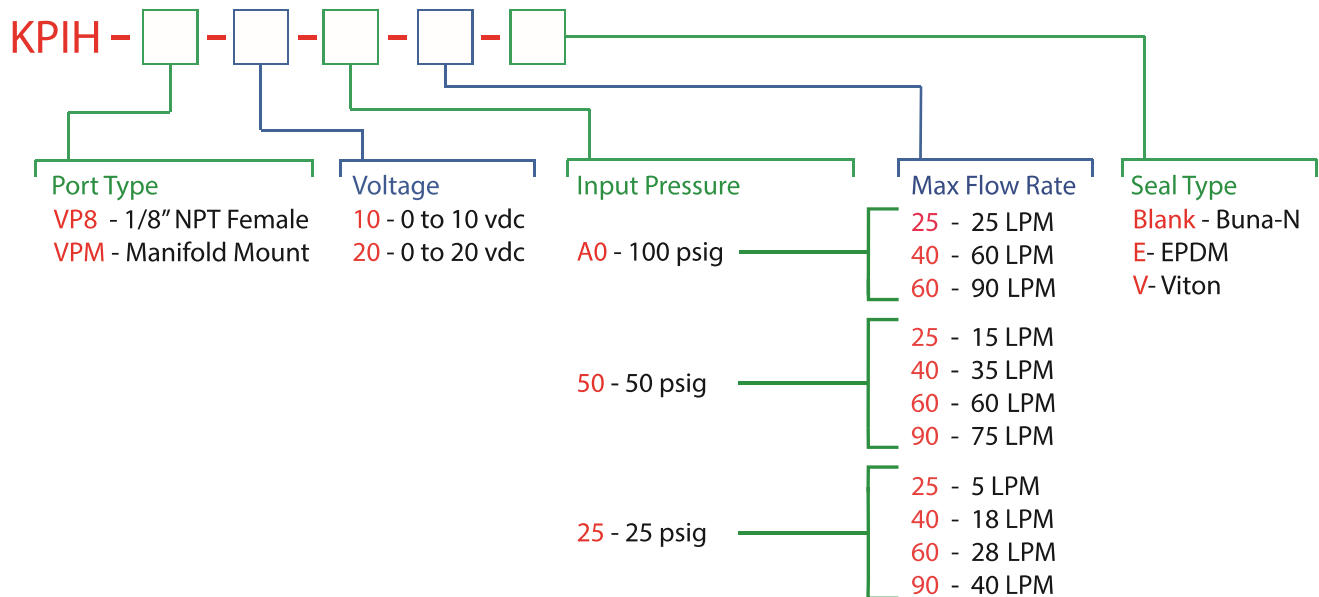 KPIH - - - - -
Port Type
VP8 - 1/8” NPT Female
VPM - Manifold Mount
Voltage
10 - 0 to 10 vdc
20 - 0 to 20 vdc
Input Pressure
A0 - 100 psig
50 - 50 psig
25 - 25 psig
Max Flow Rate
25 - 25 LPM
40 - 60 LPM
60 - 90 LPM
25 - 15 LPM
40 - 35 LPM
60 - 60 LPM
90 - 75 LPM
25 - 5 LPM
40 - 18 LPM
60 - 28 LPM
90 - 40 LPM
Seal Type
Blank - Buna-N
E- EPDM
V- Viton